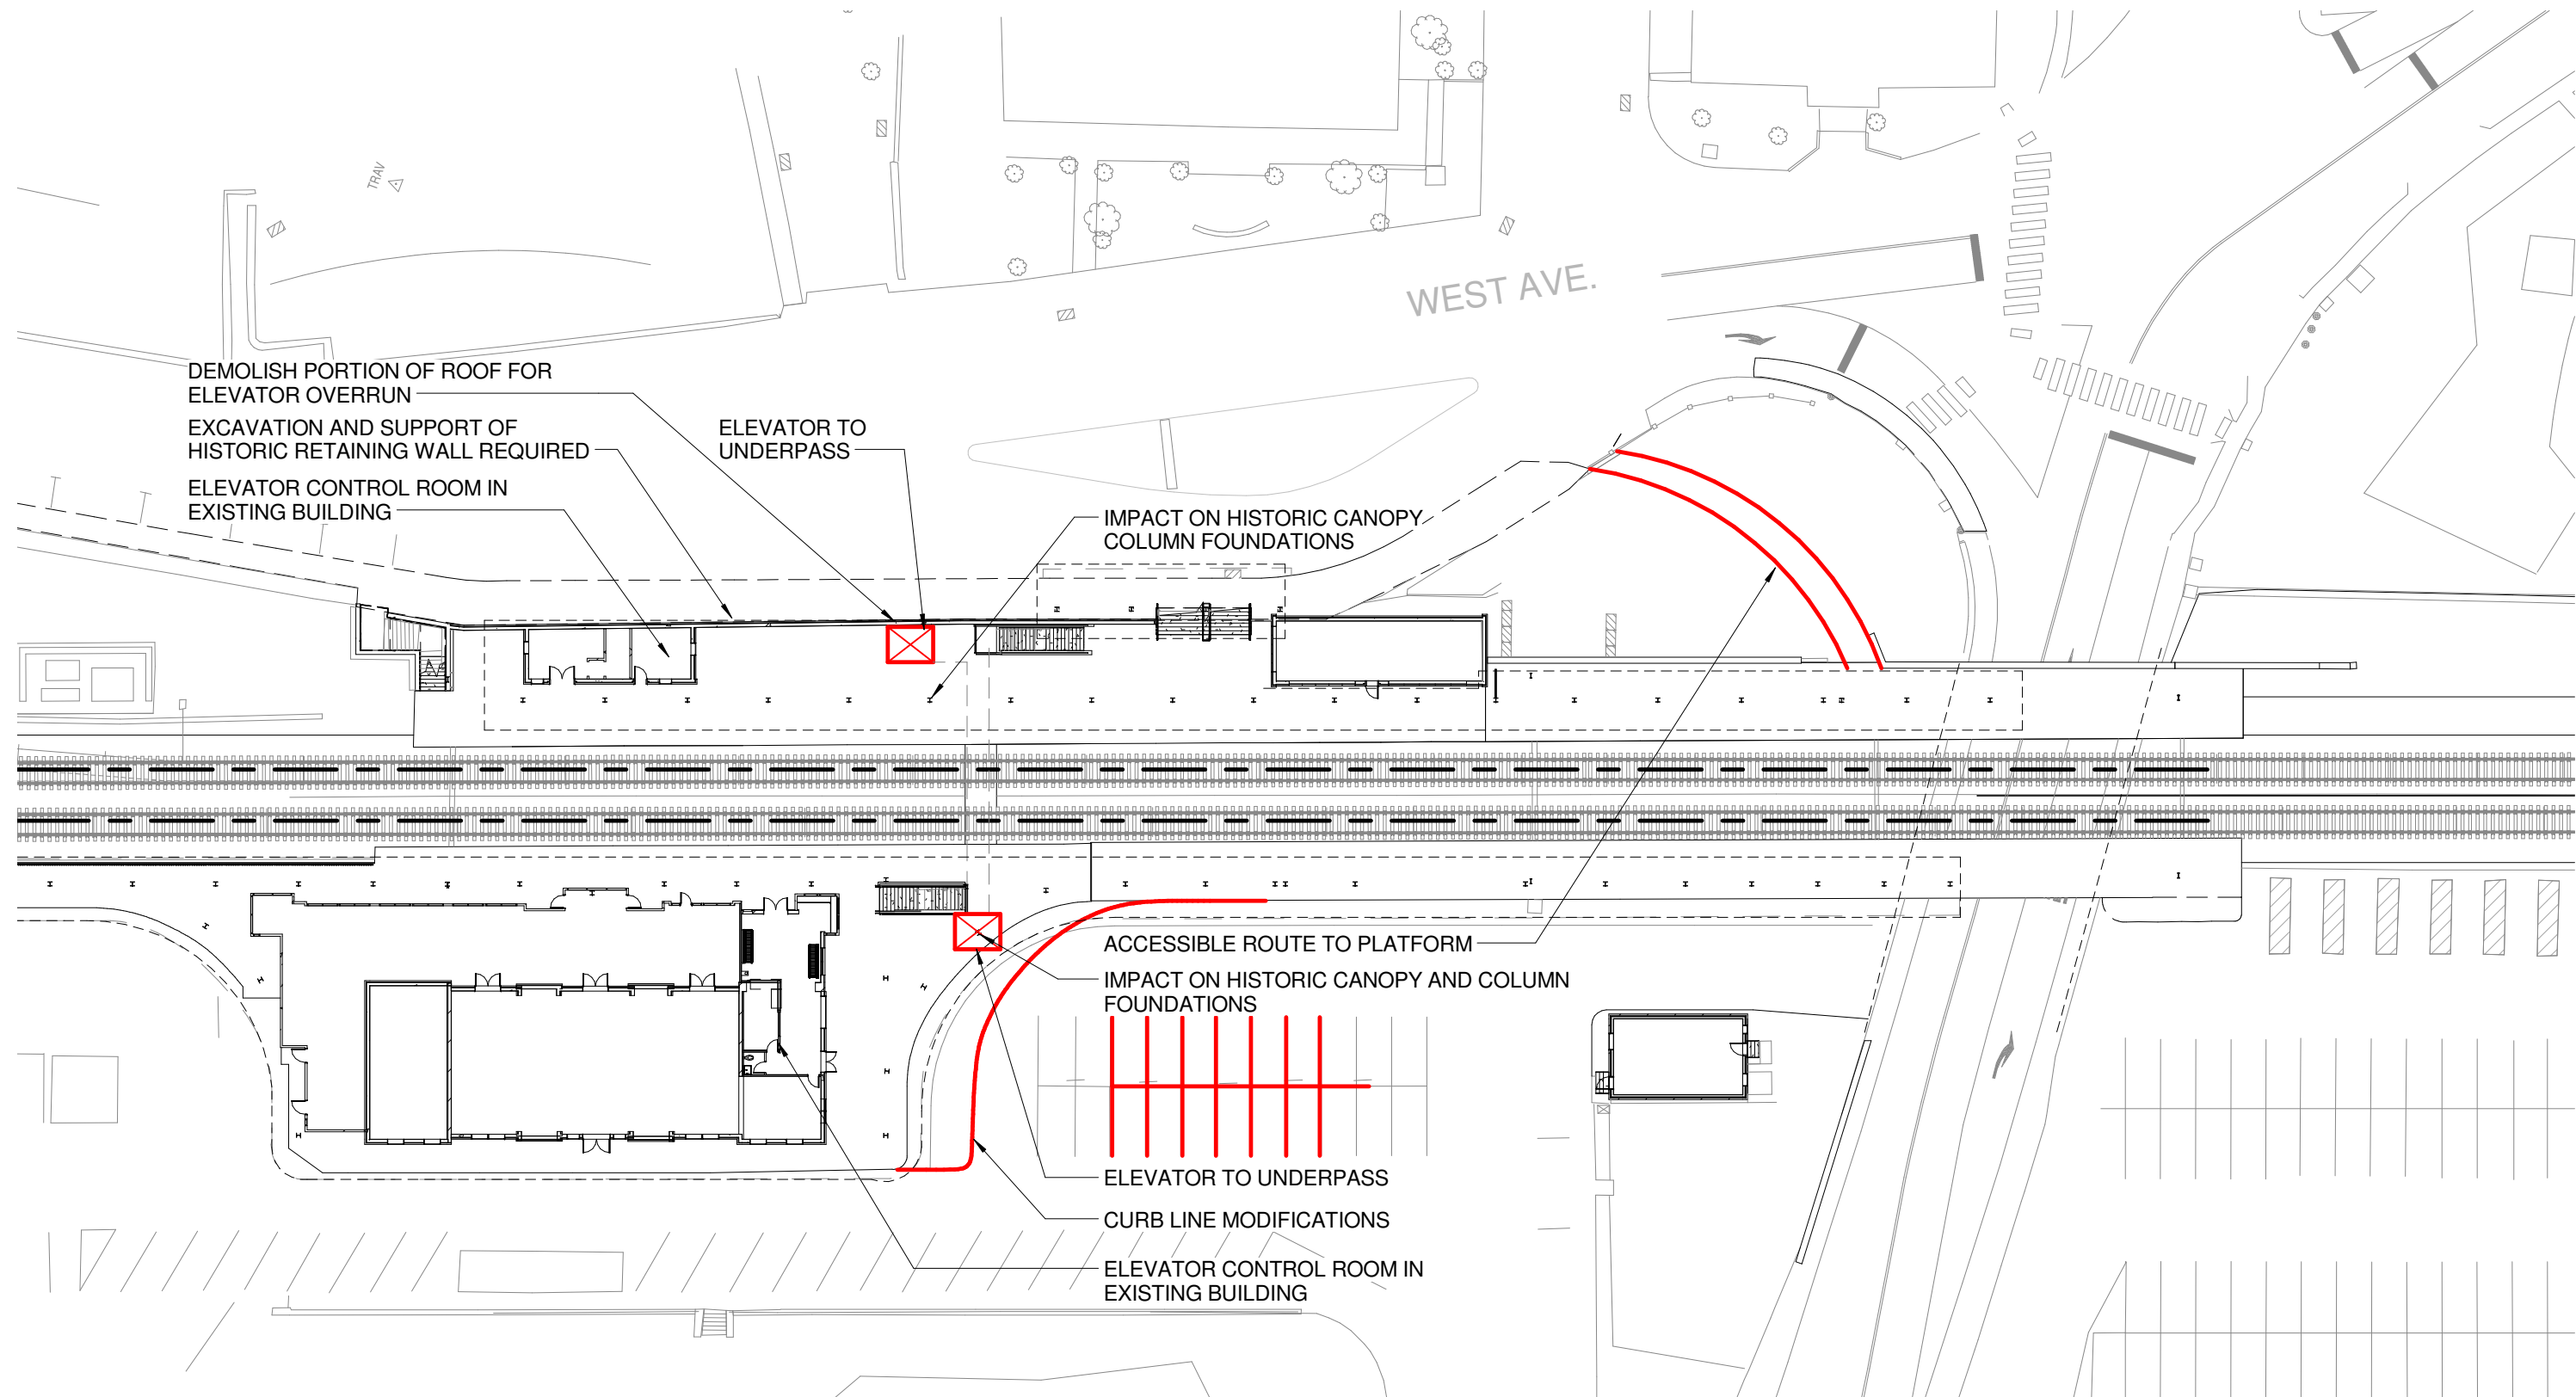 TRAV
WEST AVE.
DEMOLISH PORTION OF ROOF FOR
ELEVATOR OVERRUN
EXCAVATION AND SUPPORT OF
HISTORIC RETAINING WALL REQUIRED
ELEVATOR CONTROL ROOM IN
EXISTING BUILDING
ELEVATOR TO
UNDERPASS
IMPACT ON HISTORIC CANOPY
COLUMN FOUNDATIONS
ACCESSIBLE ROUTE TO PLATFORM
IMPACT ON HISTORIC CANOPY AND COLUMN
FOUNDATIONS
ELEVATOR TO UNDERPASS
CURB LINE MODIFICATIONS
ELEVATOR CONTROL ROOM IN
EXISTING BUILDING